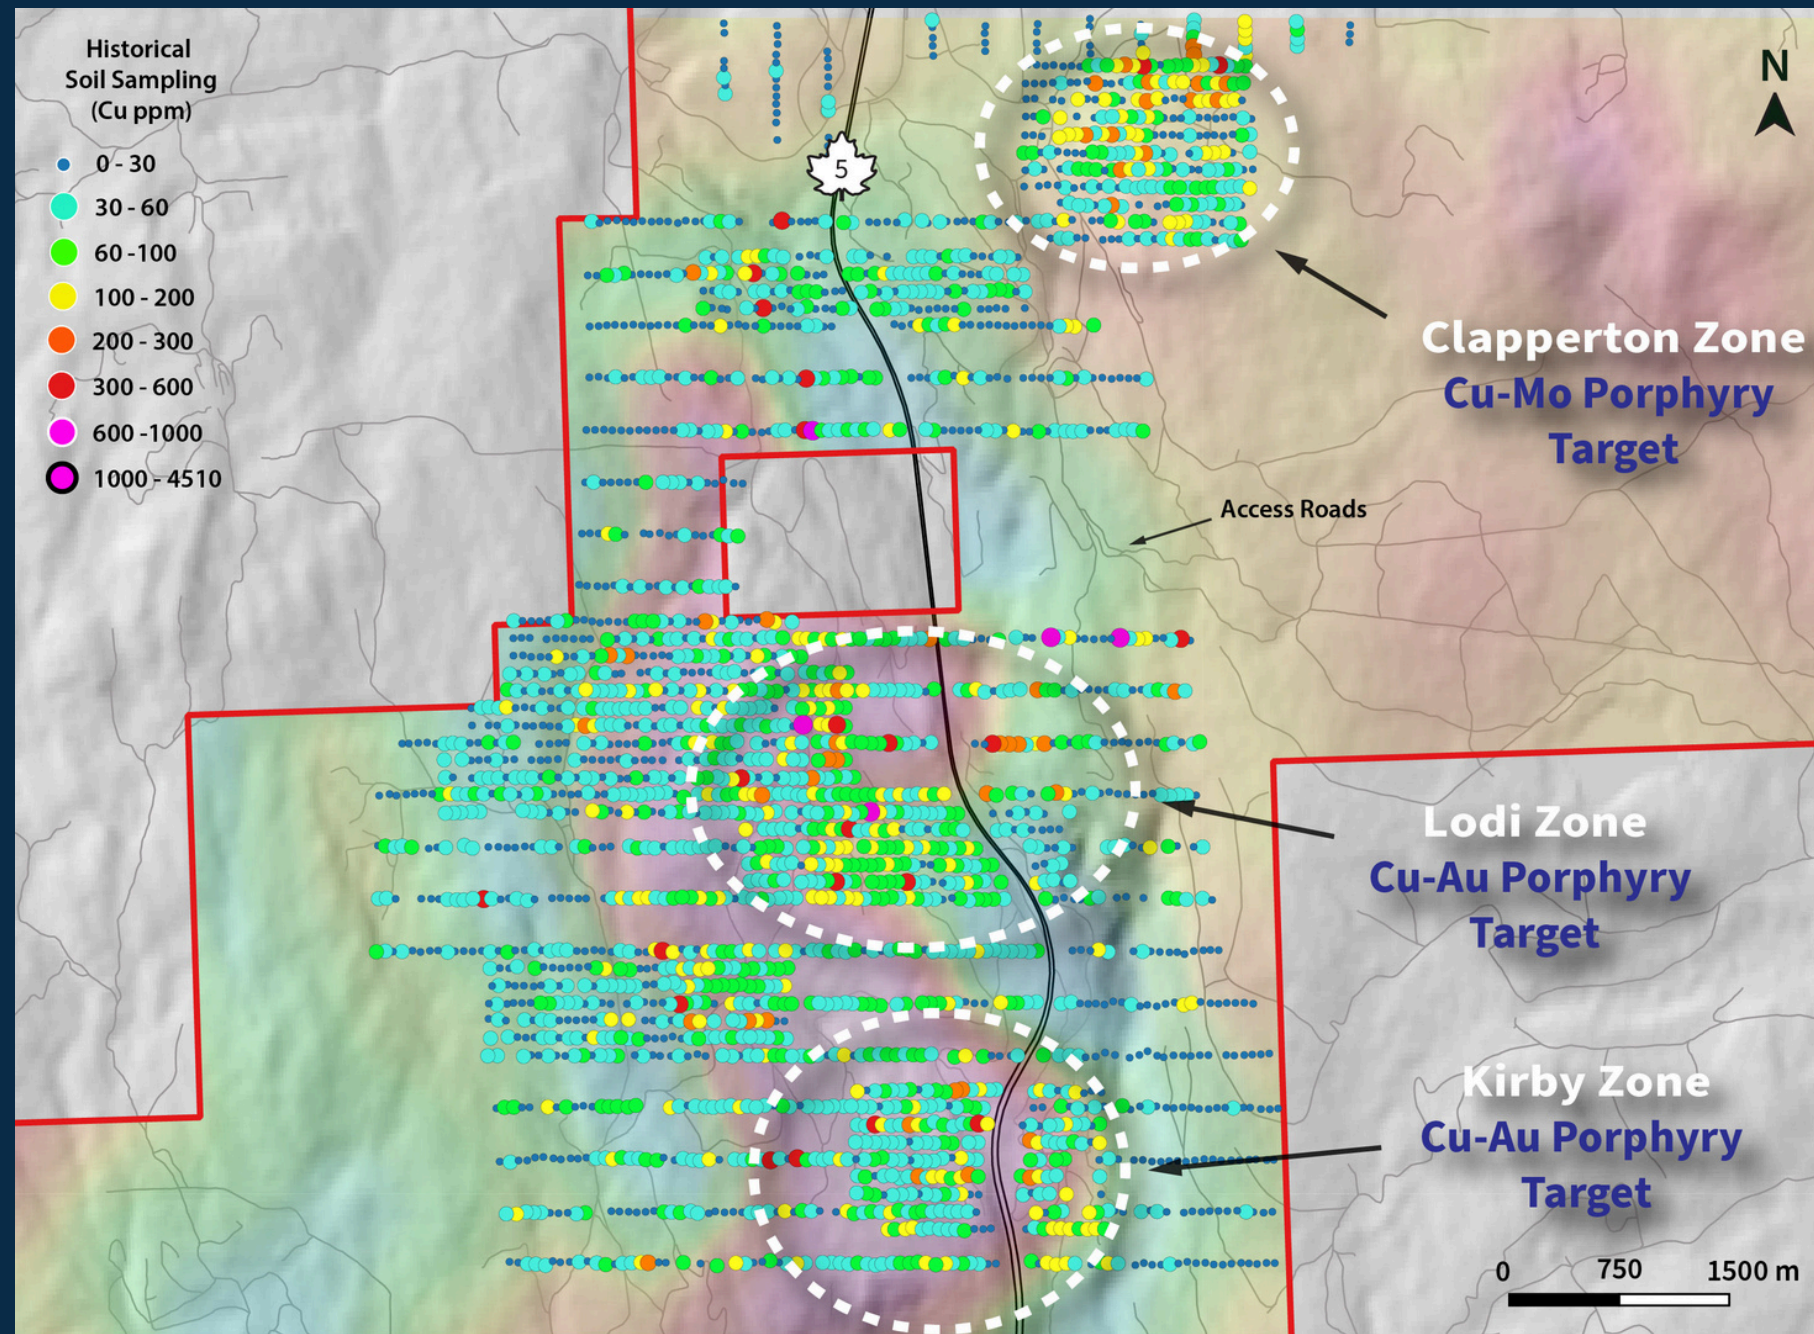 Historical
Soil Sampling
(Cu ppm)
0 - 30
30 - 60
60 -100
100 - 200
200 - 300
300 - 600
600 -1000
1000 - 4510
5
N
Clapperton Zone
Cu-Mo Porphyry
Target
Access Roads
Lodi Zone
Cu-Au Porphyry
Target
Kirby Zone
Cu-Au Porphyry
Target
0 750 1500 m